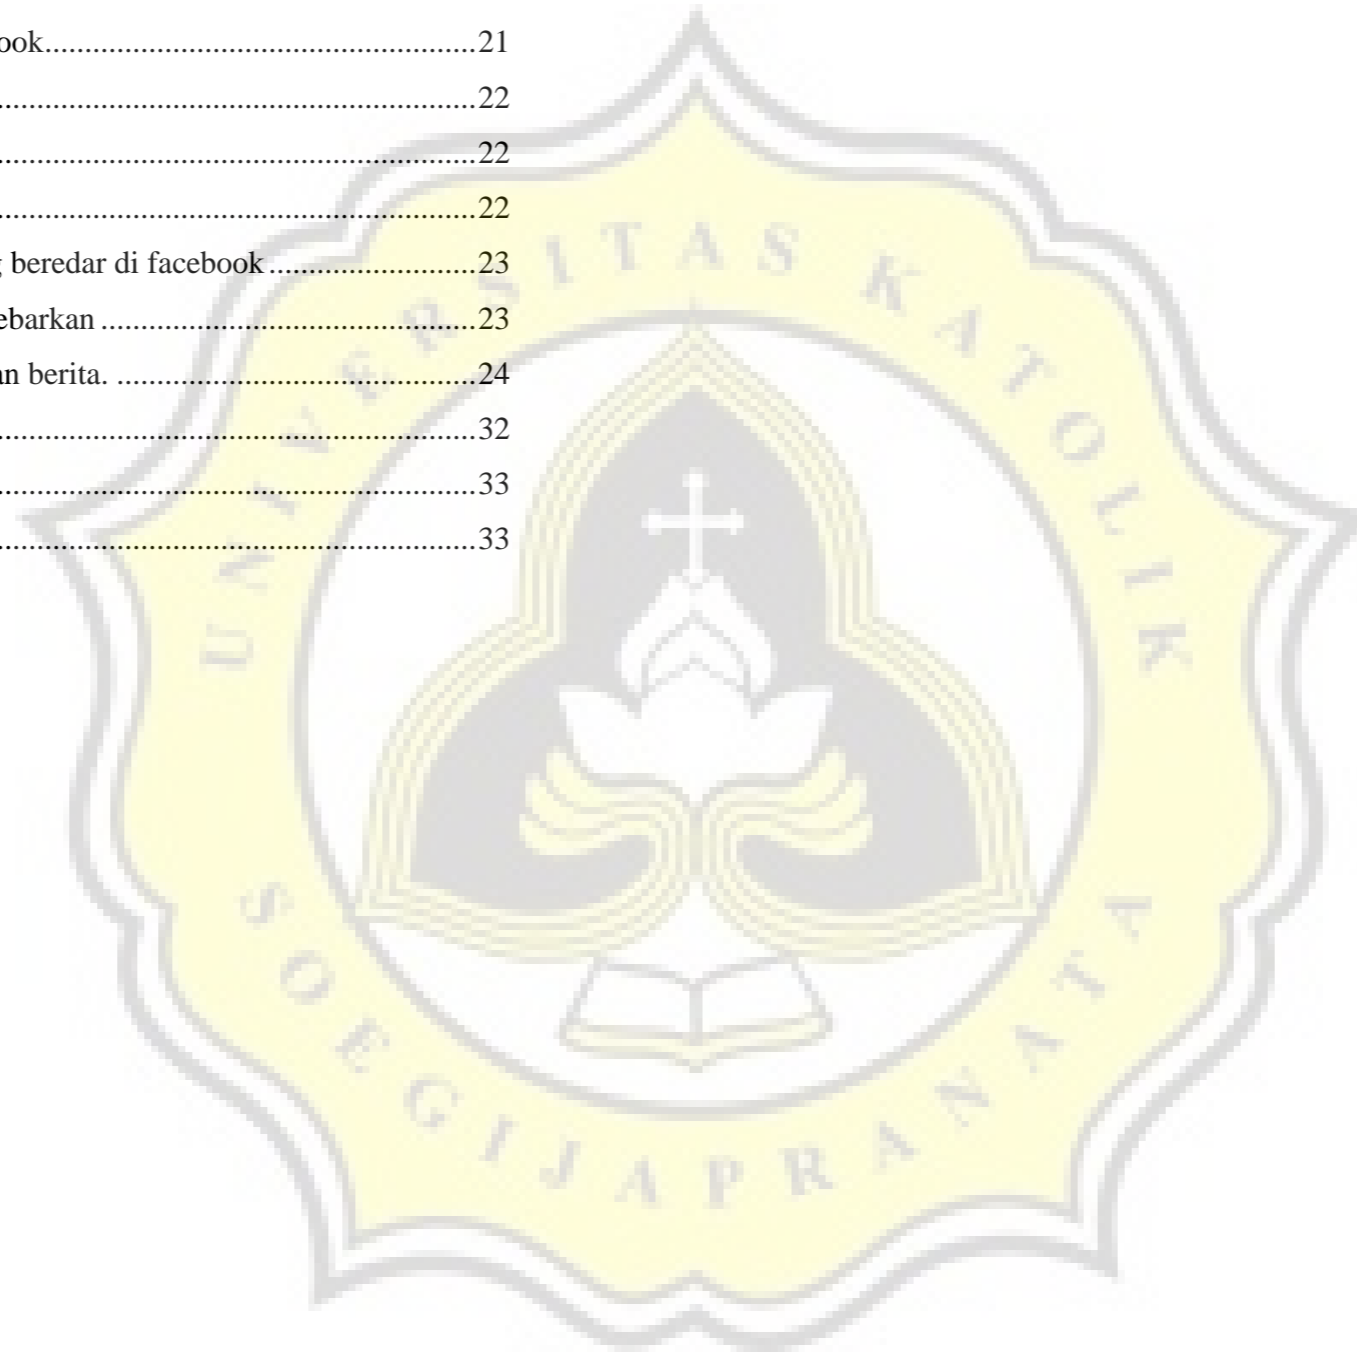 ook.......................................................21
.............................................................22
.............................................................22
.............................................................22
g beredar di facebook..........................23
ebarkan................................................23
an berita. ..............................................24
.............................................................32
.............................................................33
.............................................................33
UNIVERSITAS KATOLIK
SOEGIJAPRANATA